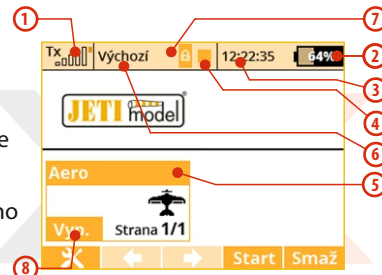 1
7
Tx Výchozí 12:22:35 64%
2
3
4
JETI model
6
e
Aero
5
no
Vyp. Strana 1/1
8
Start Smaž